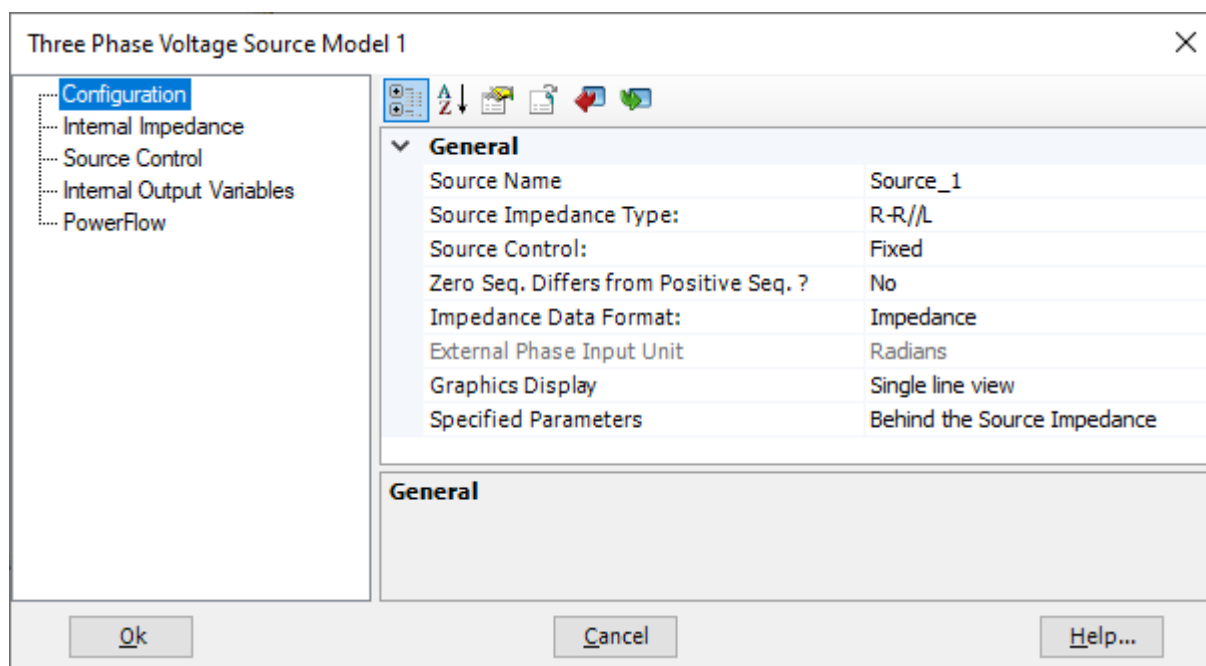 Three Phase Voltage Source Model 1
Configuration
Internal Impedance
Source Control
Internal Output Variables
PowerFlow
General
Source Name Source_1
Source Impedance Type: R-R//L
Source Control: Fixed
Zero Seq. Differs from Positive Seq. ? No
Impedance Data Format: Impedance
External Phase Input Unit Radians
Graphics Display Single line view
Specified Parameters Behind the Source Impedance
General
Ok Cancel Help...